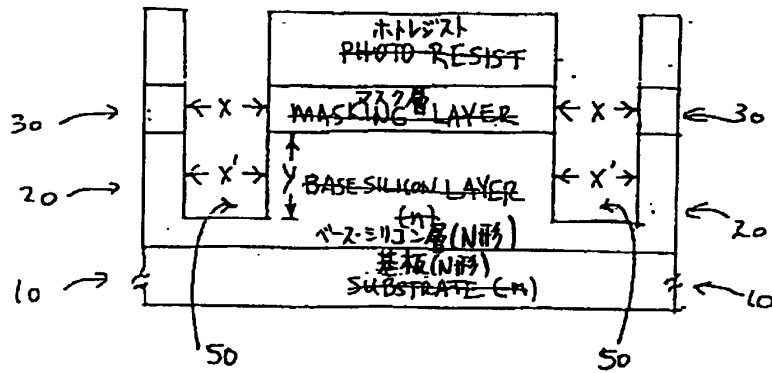 ホトレジスト
PHOTO RESIST
30 X マスク層 X 30
MASKING LAYER
20 X' Y BASE SILICON LAYER X' 20
(n)
ベース・シリコン層(N形)
10 基板(N形) 10
SUBSTRATE (n)
50 50